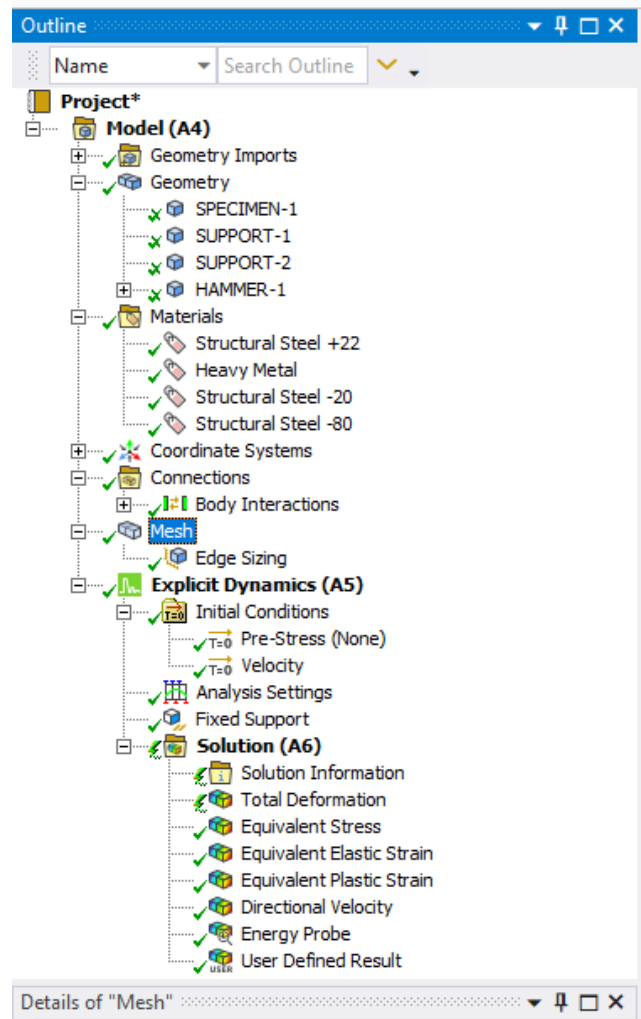 Outline
Name Search Outline
Project*
Model (A4)
Geometry Imports
Geometry
SPECIMEN-1
SUPPORT-1
SUPPORT-2
HAMMER-1
Materials
Structural Steel +22
Heavy Metal
Structural Steel -20
Structural Steel -80
Coordinate Systems
Connections
Body Interactions
Mesh
Edge Sizing
Explicit Dynamics (A5)
T=0 Initial Conditions
T=0 Pre-Stress (None)
T=0 Velocity
Analysis Settings
Fixed Support
Solution (A6)
i Solution Information
Total Deformation
Equivalent Stress
Equivalent Elastic Strain
Equivalent Plastic Strain
Directional Velocity
Energy Probe
USER User Defined Result
Details of "Mesh"